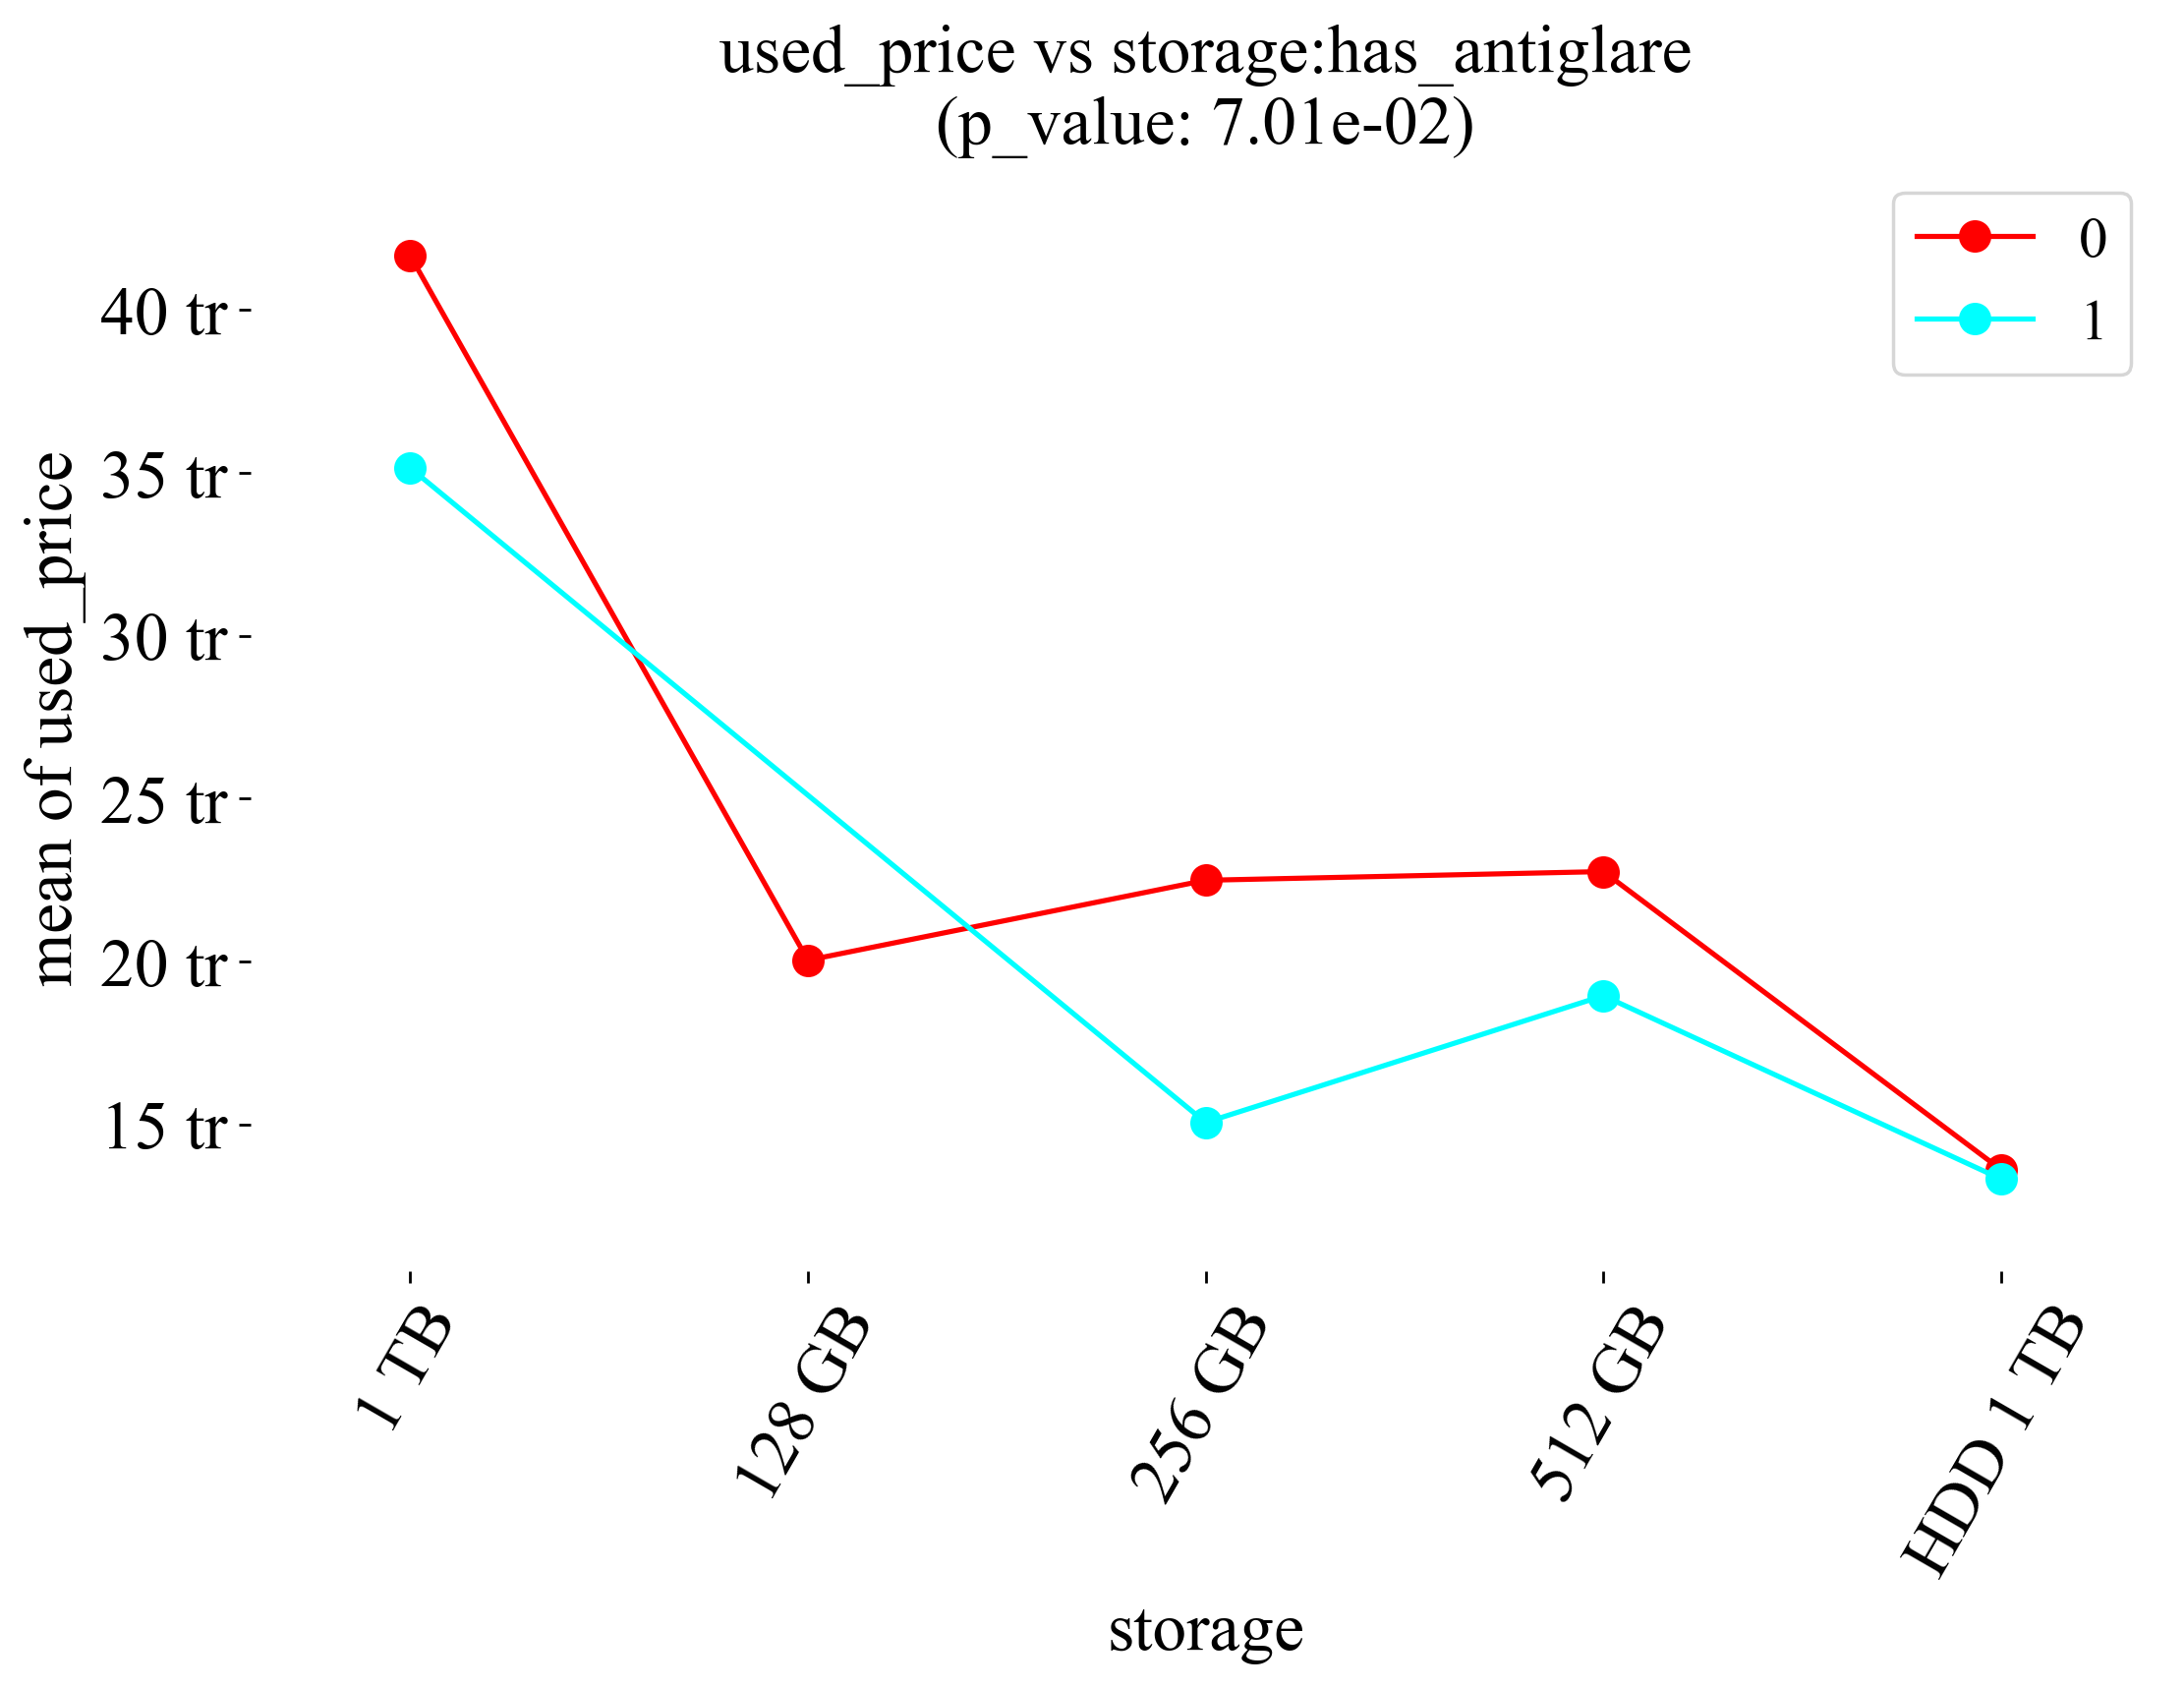 used_price vs storage:has_antiglare
(p_value: 7.01e-02)
0
1
mean of used_price
40 tr
35 tr
30 tr
25 tr
20 tr
15 tr
1 TB
128 GB
256 GB
512 GB
HDD 1 TB
storage